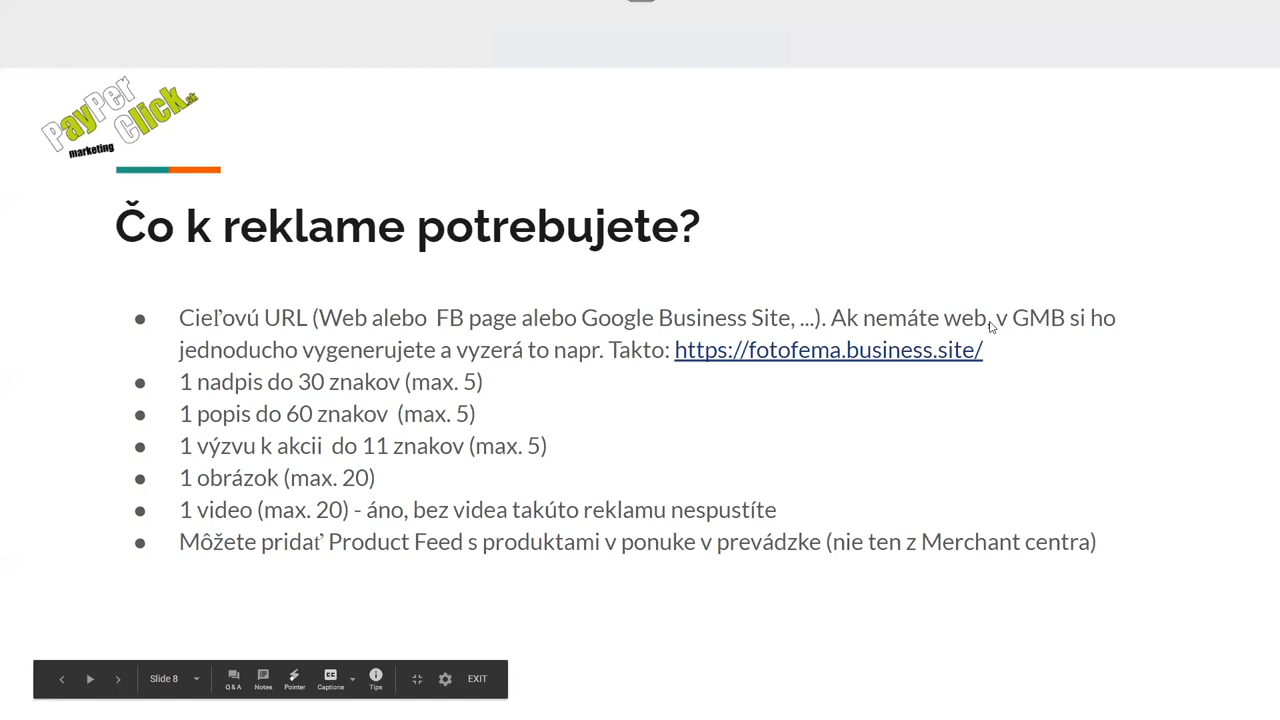 PayPer
Click.sk
marketing
Čo k reklame potrebujete?
● Cieľovú URL (Web alebo FB page alebo Google Business Site, ...). Ak nemáte web, v GMB si ho
jednoducho vygenerujete a vyzerá to napr. Takto: https://fotofema.business.site/
● 1 nadpis do 30 znakov (max. 5)
● 1 popis do 60 znakov (max. 5)
● 1 výzvu k akcii do 11 znakov (max. 5)
● 1 obrázok (max. 20)
● 1 video (max. 20) - áno, bez videa takúto reklamu nespustíte
● Môžete pridať Product Feed s produktami v ponuke v prevádzke (nie ten z Merchant centra)
Slide 8 Q & A Notes Pointer Captions Tips EXIT